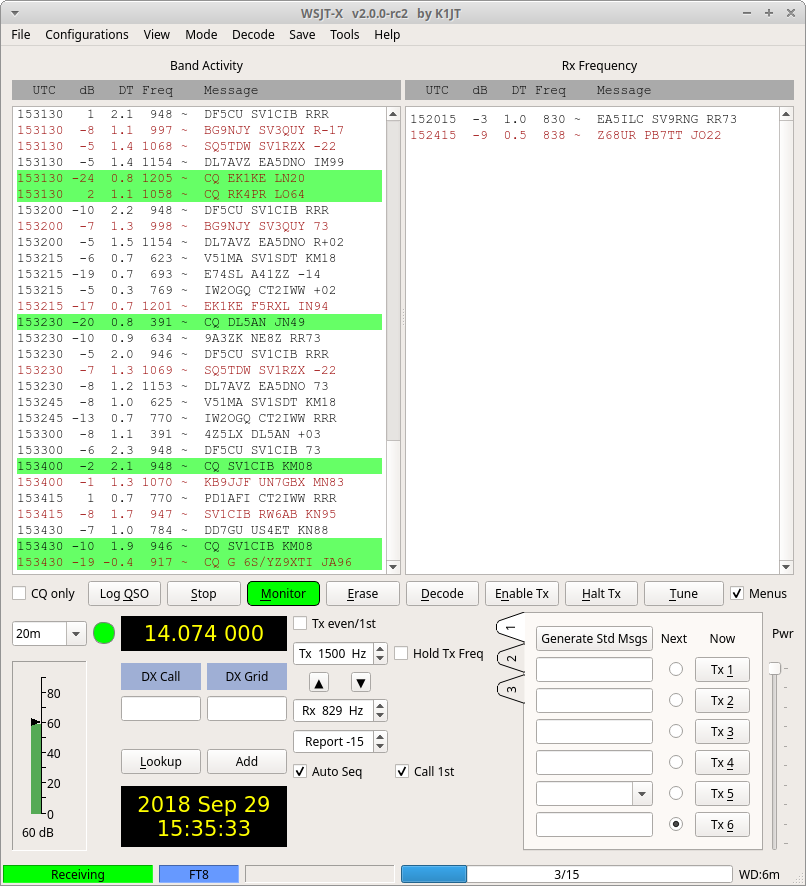 WSJT-X v2.0.0-rc2 by K1JT
File Configurations View Mode Decode Save Tools Help
Band Activity
UTC dB DT Freq Message
153130 1 2.1 948 ~ DF5CU SV1CIB RRR
153130 -8 1.1 997 ~ BG9NJY SV3QUY R-17
153130 -5 1.4 1068 ~ SQ5TDW SV1RZX -22
153130 -5 1.4 1154 ~ DL7AVZ EA5DNO IM99
153130 -24 0.8 1205 ~ CQ EK1KE LN20
153130 2 1.1 1058 ~ CQ RK4PR LO64
153200 -10 2.2 948 ~ DF5CU SV1CIB RRR
153200 -7 1.3 998 ~ BG9NJY SV3QUY 73
153200 -5 1.5 1154 ~ DL7AVZ EA5DNO R+02
153215 -6 0.7 623 ~ V51MA SV1SDT KM18
153215 -19 0.7 693 ~ E74SL A41ZZ -14
153215 -5 0.3 769 ~ IW2OGQ CT2IWW +02
153215 -17 0.7 1201 ~ EK1KE F5RXL IN94
153230 -20 0.8 391 ~ CQ DL5AN JN49
153230 -10 0.9 634 ~ 9A3ZK NE8Z RR73
153230 -5 2.0 946 ~ DF5CU SV1CIB RRR
153230 -7 1.3 1069 ~ SQ5TDW SV1RZX -22
153230 -8 1.2 1153 ~ DL7AVZ EA5DNO 73
153245 -8 1.0 625 ~ V51MA SV1SDT KM18
153245 -13 0.7 770 ~ IW2OGQ CT2IWW RRR
153300 -8 1.1 391 ~ 4Z5LX DL5AN +03
153300 -6 2.3 948 ~ DF5CU SV1CIB 73
153400 -2 2.1 948 ~ CQ SV1CIB KM08
153400 -1 1.3 1070 ~ KB9JJF UN7GBX MN83
153415 1 0.7 770 ~ PD1AFI CT2IWW RRR
153415 -8 1.7 947 ~ SV1CIB RW6AB KN95
153430 -7 1.0 784 ~ DD7GU US4ET KN88
153430 -10 1.9 946 ~ CQ SV1CIB KM08
153430 -19 -0.4 917 ~ CQ G 6S/YZ9XTI JA96
Rx Frequency
UTC dB DT Freq Message
152015 -3 1.0 830 ~ EA5ILC SV9RNG RR73
152415 -9 0.5 838 ~ Z68UR PB7TT JO22
CQ only Log QSO Stop Monitor Erase Decode Enable Tx Halt Tx Tune Menus
20m
14.074 000
DX Call DX Grid
Lookup Add
2018 Sep 29
15:35:33
Tx even/1st
Tx 1500 Hz
Hold Tx Freq
▲ ▼
Rx 829 Hz
Report -15
Auto Seq Call 1st
80
60
40
20
0
60 dB
1
2
3
Generate Std Msgs Next Now
Tx 1
Tx 2
Tx 3
Tx 4
Tx 5
Tx 6
Pwr
Receiving FT8 3/15 WD:6m